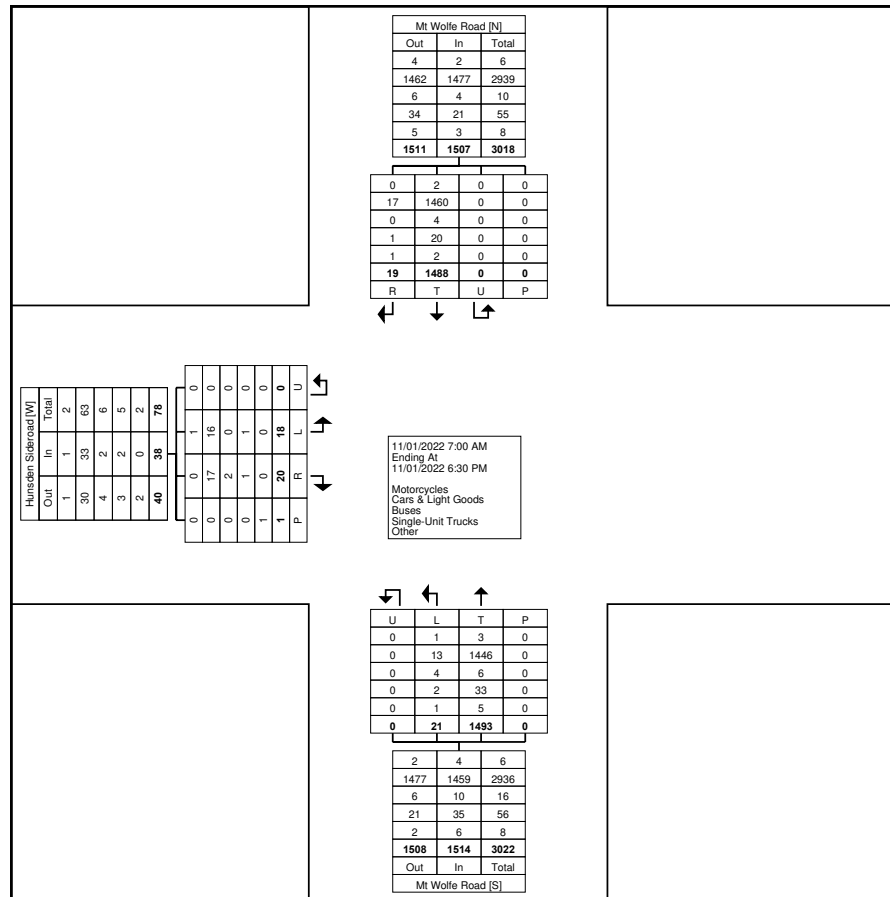 Mt Wolfe Road [N]
Out In Total
4 2 6
1462 1477 2939
6 4 10
34 21 55
5 3 8
1511 1507 3018
0 2 0 0
17 1460 0 0
0 4 0 0
1 20 0 0
1 2 0 0
19 1488 0 0
R T U P
Hunsden Sideroad [W]
Out In Total
1 1 2
30 33 63
4 2 6
3 2 5
2 0 2
40 38 78
0 0 1 0
0 17 16 0
0 2 0 0
0 1 1 0
1 0 0 0
1 20 18 0
P R L U
11/01/2022 7:00 AM
Ending At
11/01/2022 6:30 PM
Motorcycles
Cars & Light Goods
Buses
Single-Unit Trucks
Other
U L T P
0 1 3 0
0 13 1446 0
0 4 6 0
0 2 33 0
0 1 5 0
0 21 1493 0
2 4 6
1477 1459 2936
6 10 16
21 35 56
2 6 8
1508 1514 3022
Out In Total
Mt Wolfe Road [S]